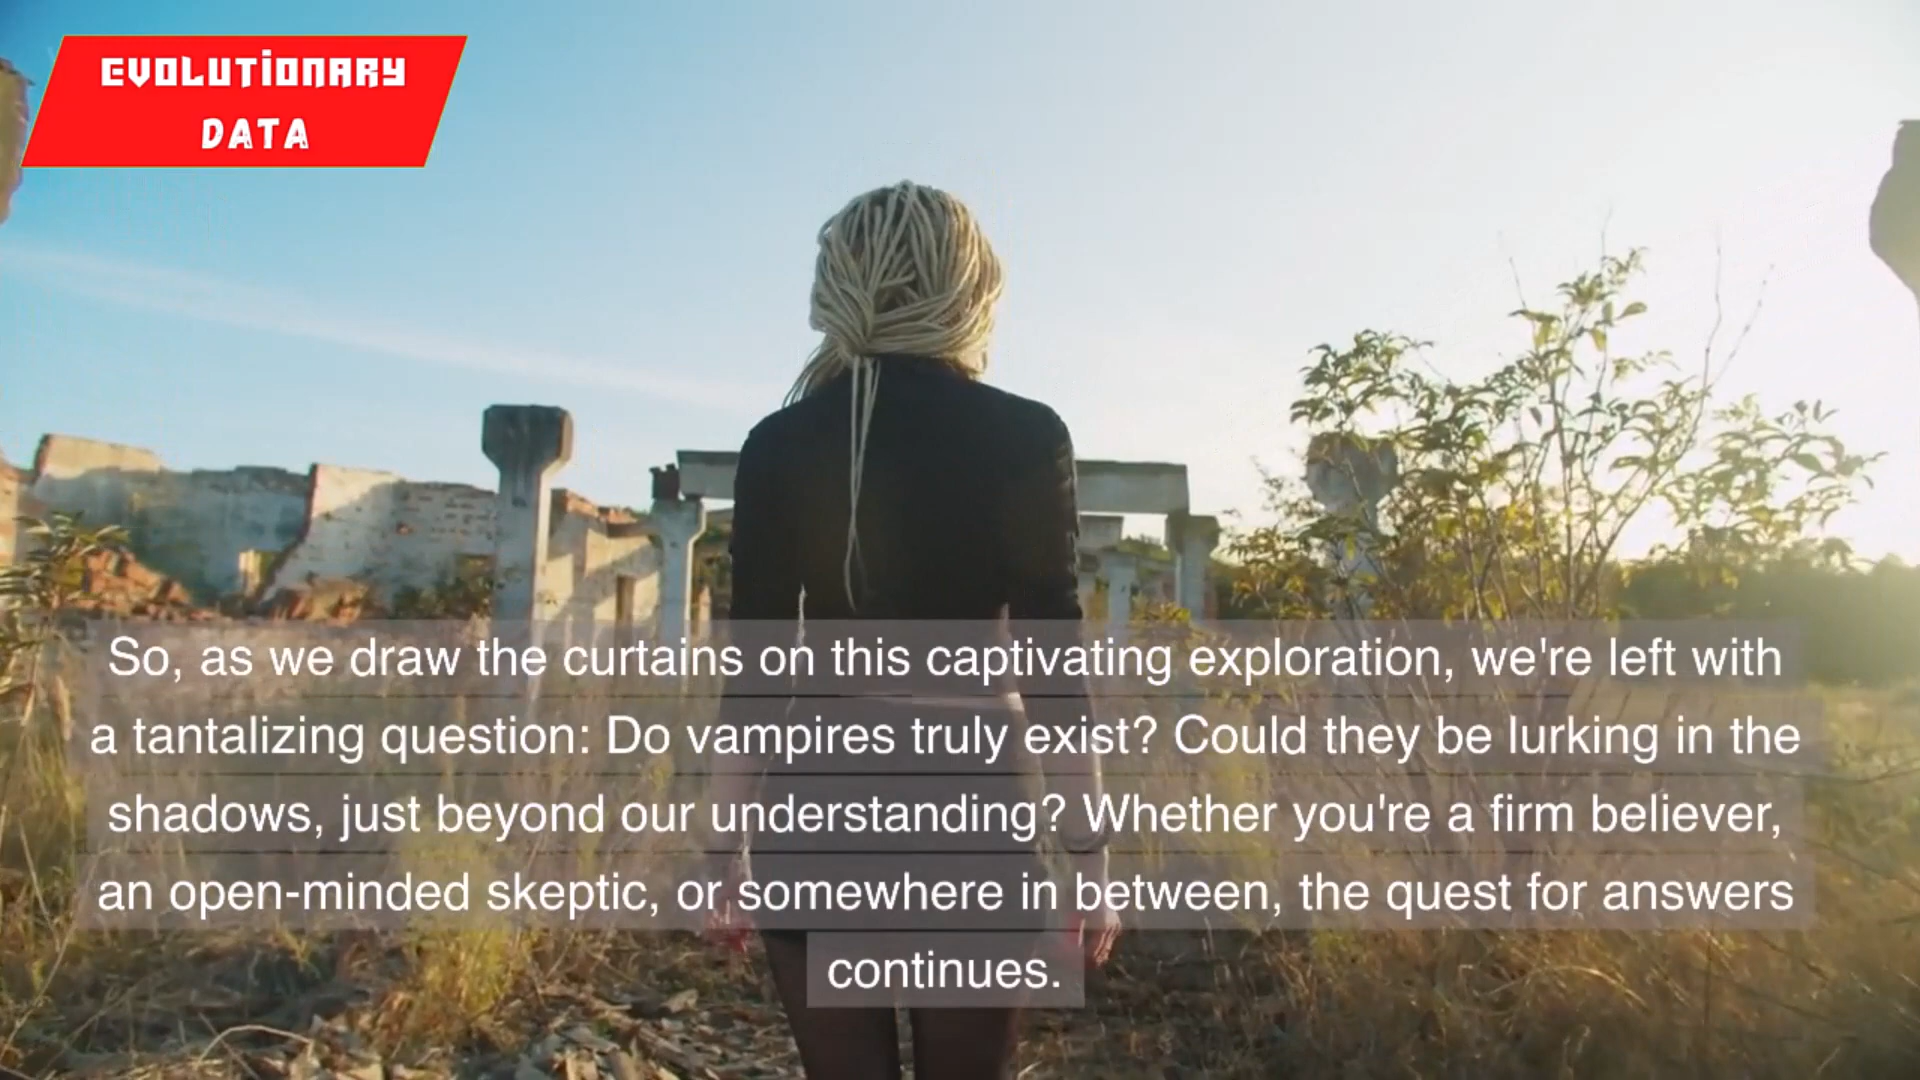 EVOLUTIONARY
DATA
So, as we draw the curtains on this captivating exploration, we're left with
a tantalizing question: Do vampires truly exist? Could they be lurking in the
shadows, just beyond our understanding? Whether you're a firm believer,
an open-minded skeptic, or somewhere in between, the quest for answers
continues.